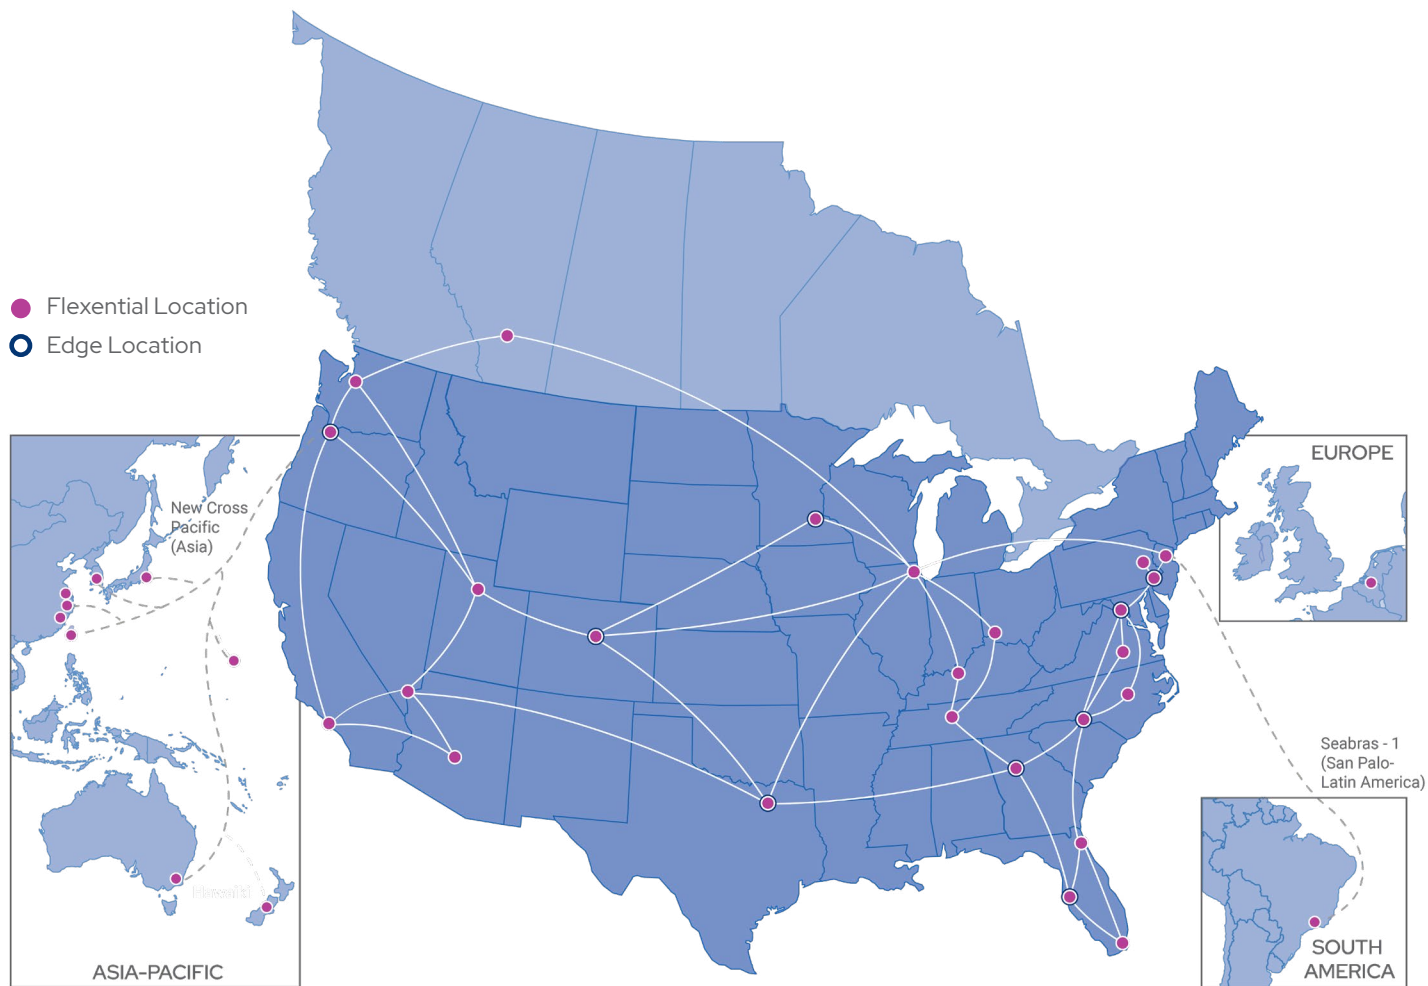 Flexential Location
Edge Location
New Cross
Pacific
(Asia)
Hawaiki
ASIA-PACIFIC
EUROPE
Seabras - 1
(San Palo-
Latin America)
SOUTH
AMERICA